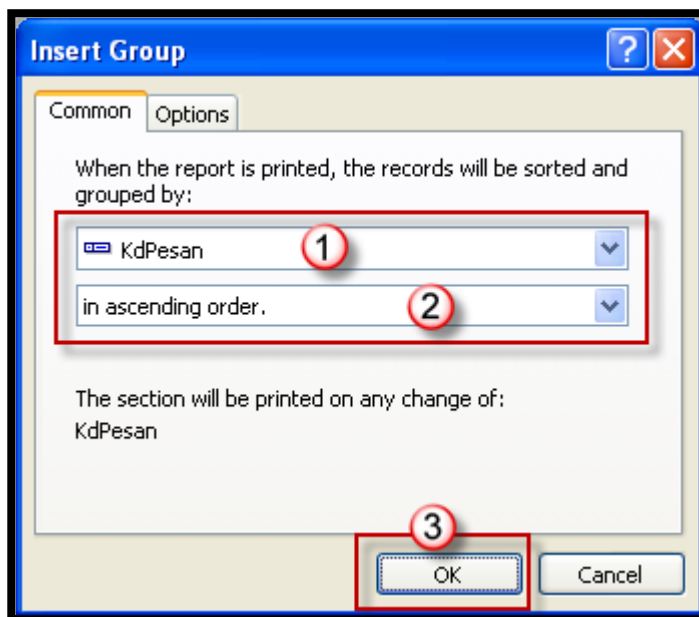 Insert Group
Common Options
When the report is printed, the records will be sorted and
grouped by:
KdPesan 1
in ascending order. 2
The section will be printed on any change of:
KdPesan
3
OK Cancel